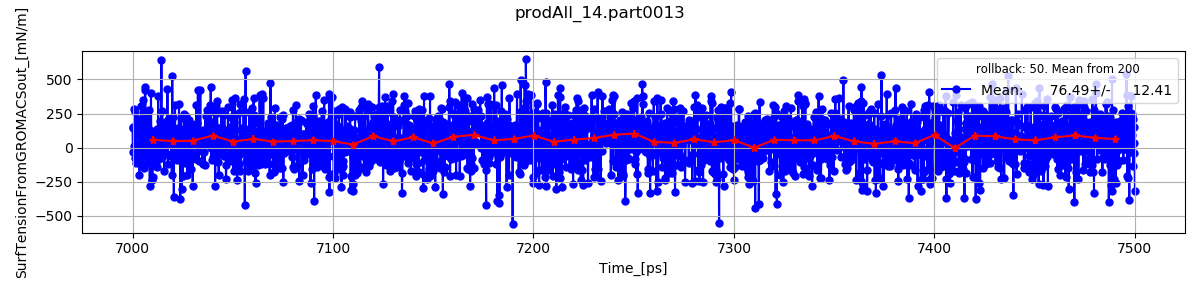 prodAll_14.part0013
SurfTensionFromGROMACSout_[mN/m]
500
250
0
−250
−500
rollback: 50. Mean from 200
Mean: 76.49+/- 12.41
7000 7100 7200 7300 7400 7500
Time_[ps]